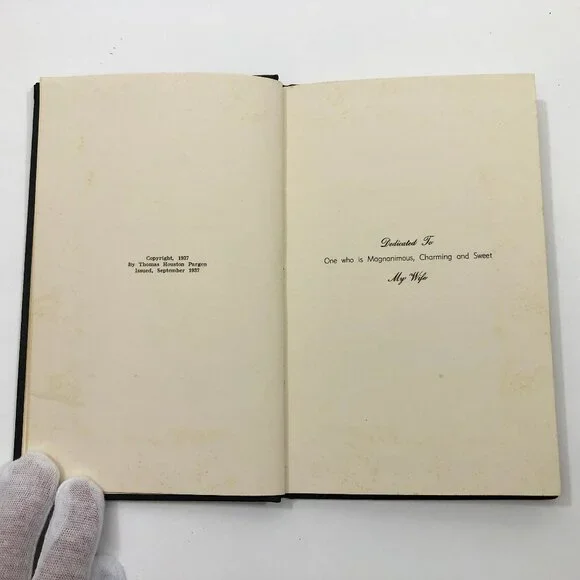 Copyright, 1937
By Thomas Houston Pargen
Issued, September 1937
Dedicated To
One who is Magnanimous, Charming and Sweet
My Wife